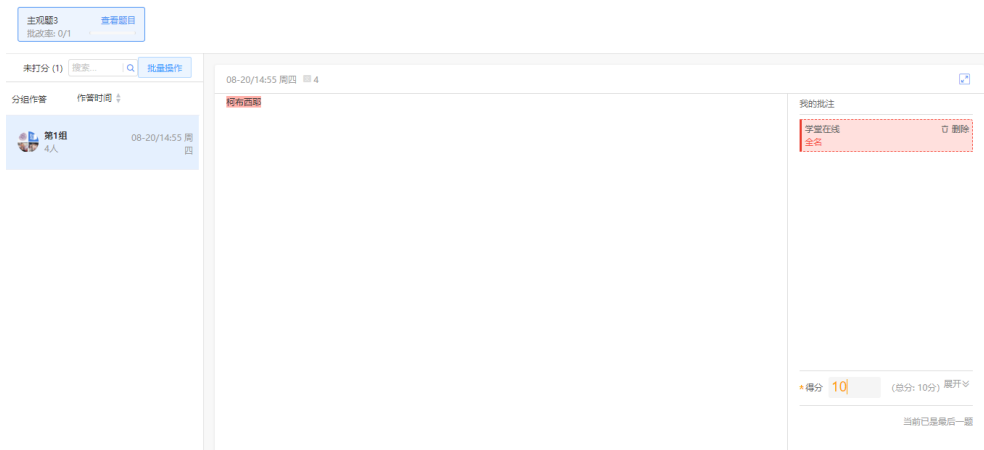 主观题3 查看题目
批改率: 0/1
未打分 (1) 搜索... 批量操作
分组作答 作答时间
第1组
4人
08-20/14:55 周四
08-20/14:55 周四 4
柯布西耶
我的批注
学堂在线 删除
全名
*得分 10 (总分: 10分) 展开
当前已是最后一题